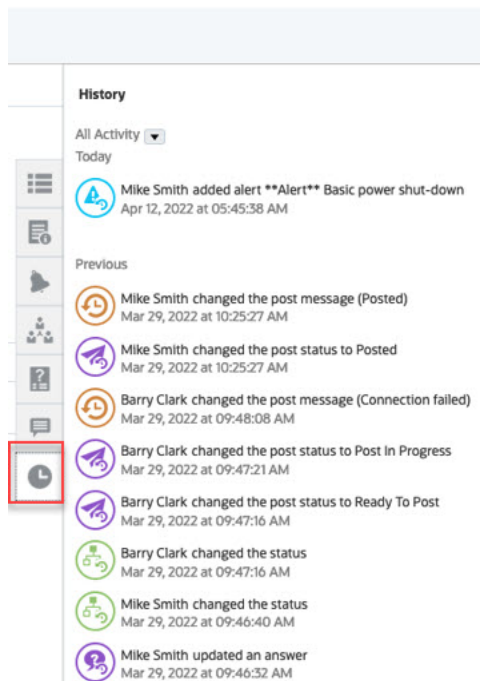 History
All Activity
Today
Mike Smith added alert **Alert** Basic power shut-down
Apr 12, 2022 at 05:45:38 AM
Previous
Mike Smith changed the post message (Posted)
Mar 29, 2022 at 10:25:27 AM
Mike Smith changed the post status to Posted
Mar 29, 2022 at 10:25:27 AM
Barry Clark changed the post message (Connection failed)
Mar 29, 2022 at 09:48:08 AM
Barry Clark changed the post status to Post In Progress
Mar 29, 2022 at 09:47:21 AM
Barry Clark changed the post status to Ready To Post
Mar 29, 2022 at 09:47:16 AM
Barry Clark changed the status
Mar 29, 2022 at 09:47:16 AM
Mike Smith changed the status
Mar 29, 2022 at 09:46:40 AM
Mike Smith updated an answer
Mar 29, 2022 at 09:46:32 AM